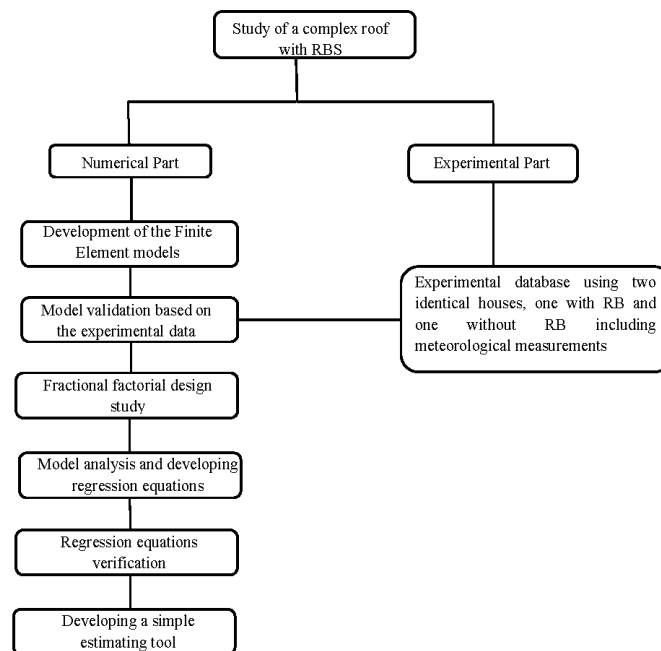 Study of a complex roof
with RBS
Numerical Part
Experimental Part
Development of the Finite
Element models
Experimental database using two
identical houses, one with RB and
one without RB including
meteorological measurements
Model validation based on
the experimental data
Fractional factorial design
study
Model analysis and developing
regression equations
Regression equations
verification
Developing a simple
estimating tool